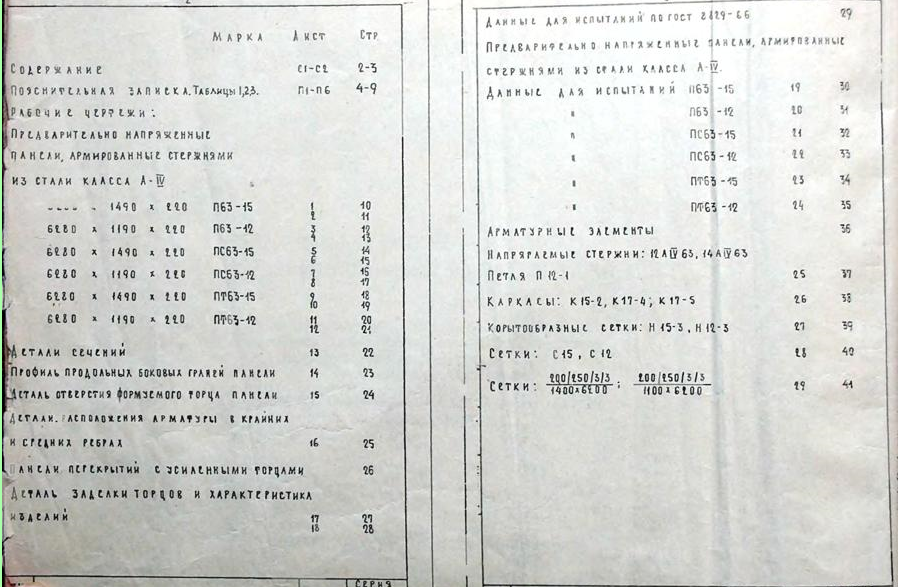 Марка Лист Стр
Содержание С1-С2 2-3
Пояснительная записка. Таблицы 1,2,3. П1-П6 4-9
Рабочие чертежи:
Предварительно напряженные
панели, армированные стержнями
из стали класса А-IV
1490 х 220 П63-15 1 10
2 11
6280 х 1190 х 220 П63-12 3 12
4 13
6280 х 1490 х 220 ПС63-15 5 14
6 15
6280 х 1190 х 220 ПС63-12 7 16
8 17
6280 х 1490 х 220 ПТ63-15 9 18
10 19
6280 х 1190 х 220 ПТ63-12 11 20
12 21
Детали сечений 13 22
Профиль продольных боковых граней панели 14 23
Деталь отверстия формуемого торца панели 15 24
Детали расположения арматуры в крайних
и средних ребрах 16 25
Панели перекрытий с усиленными торцами 26
Деталь заделки торцов и характеристика
изделий 17 27
18 28
Серия
Данные для испытаний по ГОСТ 8829-66 29
Предварительно напряженные панели, армированные
стержнями из стали класса А-IV.
Данные для испытаний П63-15 19 30
" П63-12 20 31
" ПС63-15 21 32
" ПС63-12 22 33
" ПТ63-15 23 34
" ПТ63-12 24 35
Арматурные элементы 36
Напрягаемые стержни: 12АIV63, 14АIV63
Петля П12-1 25 37
Каркасы: К15-2, К17-4; К17-5 26 38
Корытообразные сетки: Н15-3, Н12-3 27 39
Сетки: С15, С12 28 40
Сетки: 200/250/3/3 / 1400х6200 ; 200/250/3/3 / 1100х6200 29 41